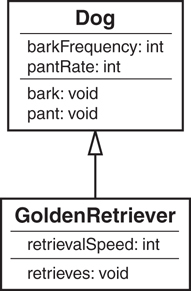 Dog
barkFrequency: int
pantRate: int
bark: void
pant: void
GoldenRetriever
retrievalSpeed: int
retrieves: void